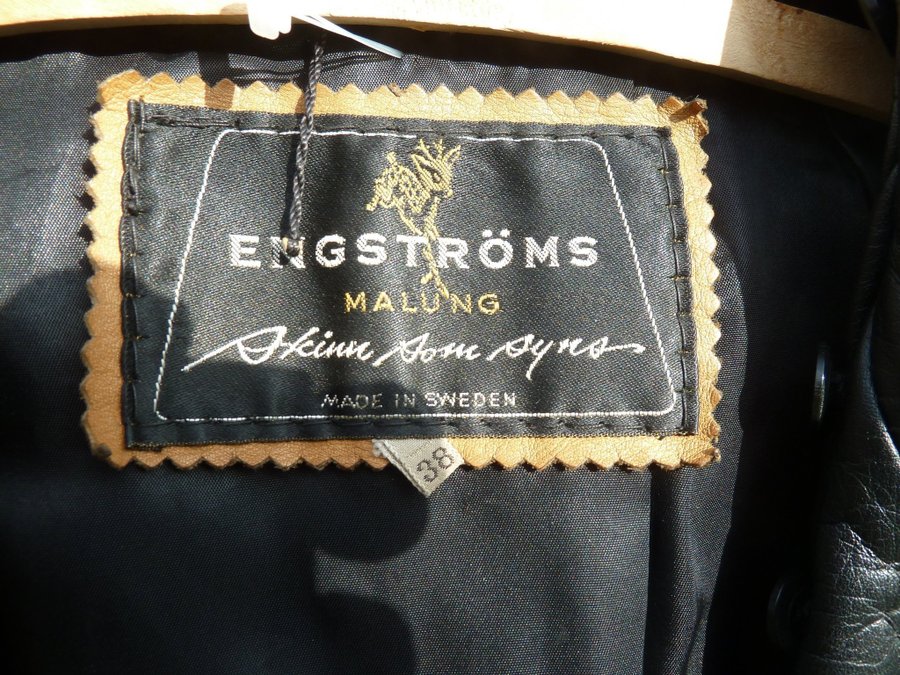 ENGSTRÖMS
MALUNG
Skinn som syns
MADE IN SWEDEN
38